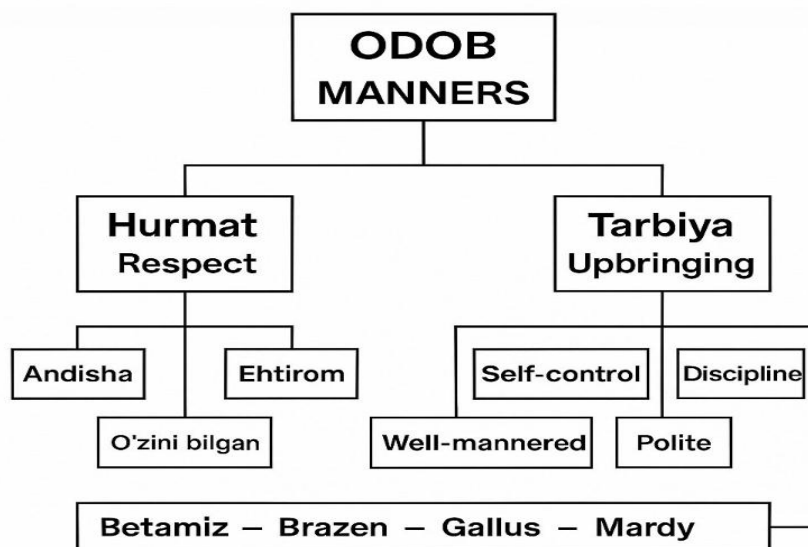 ODOB
MANNERS
Hurmat
Respect
Tarbiya
Upbringing
Andisha
Ehtirom
O'zini bilgan
Self-control
Discipline
Well-mannered
Polite
Betamiz – Brazen – Gallus – Mardy